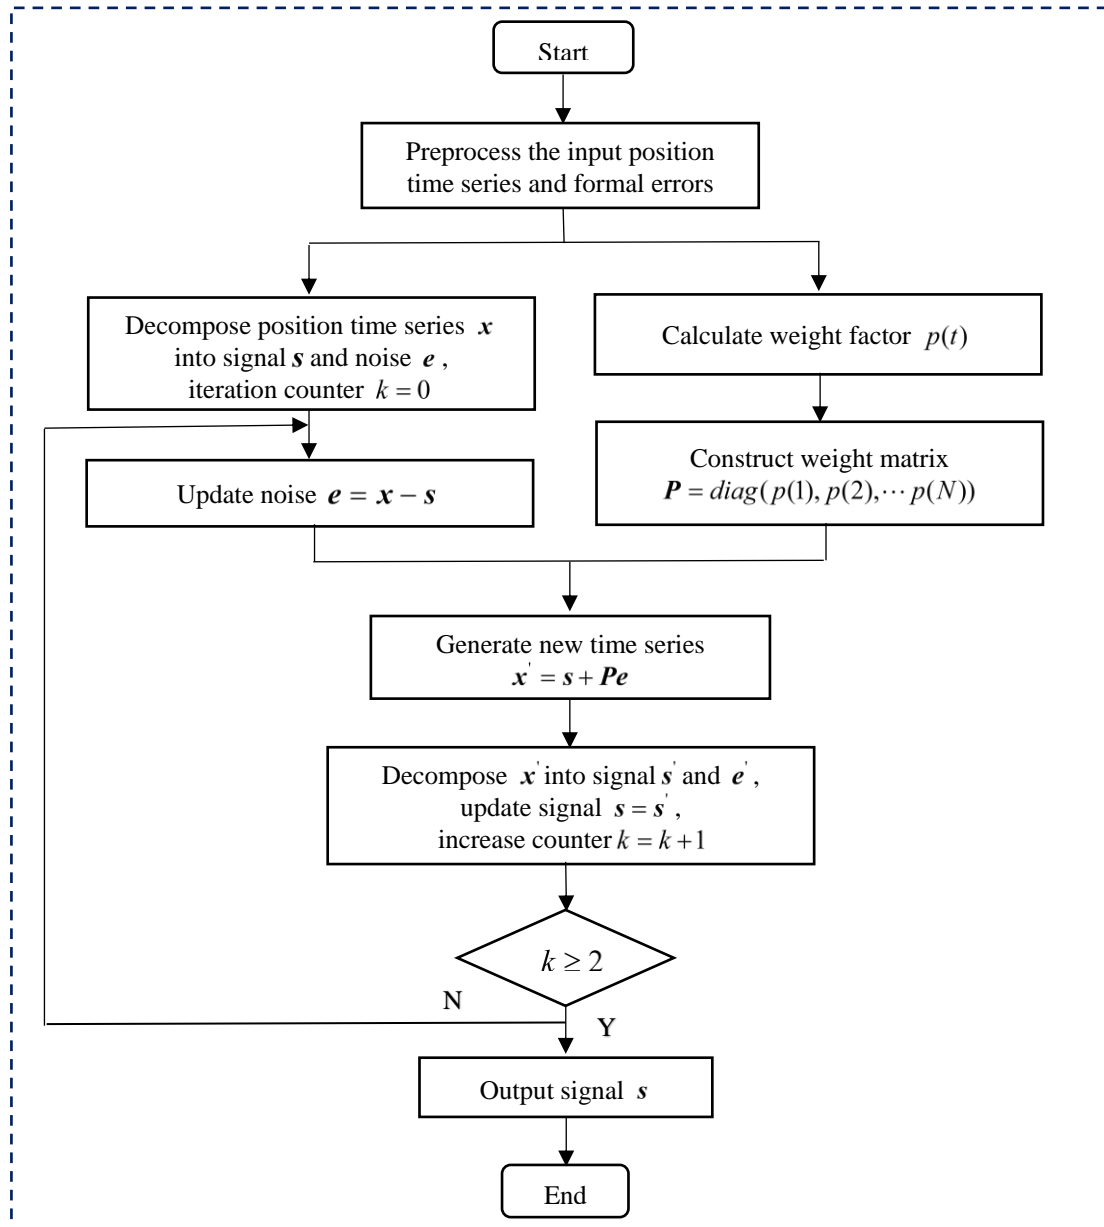 Start
Preprocess the input position
time series and formal errors
Decompose position time series x
into signal s and noise e ,
iteration counter k = 0
Calculate weight factor p(t)
Update noise e = x − s
Construct weight matrix
P = diag(p(1), p(2),⋯ p(N))
Generate new time series
x' = s + Pe
Decompose x' into signal s' and e' ,
update signal s = s' ,
increase counter k = k +1
k ≥ 2
N
Y
Output signal s
End